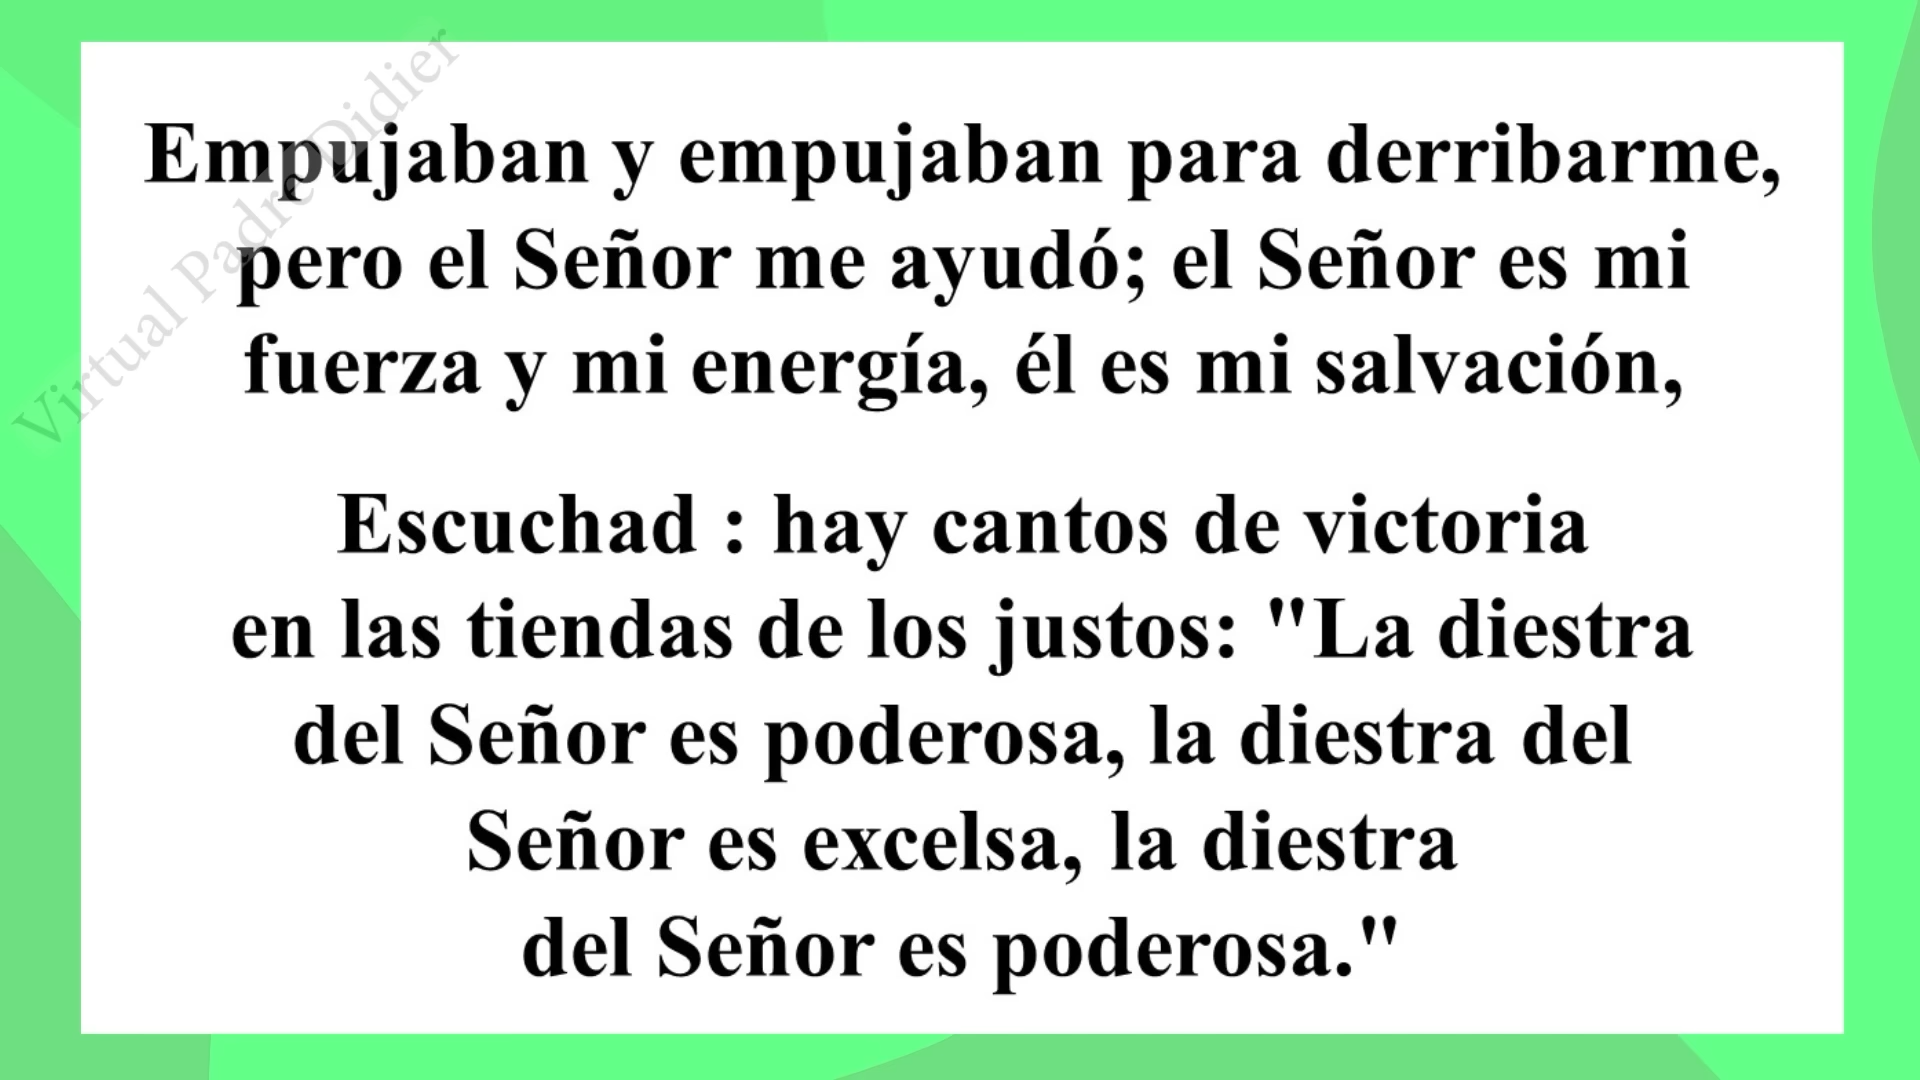 Virtual Padre Didier
Empujaban y empujaban para derribarme,
pero el Señor me ayudó; el Señor es mi
fuerza y mi energía, él es mi salvación,
Escuchad : hay cantos de victoria
en las tiendas de los justos: "La diestra
del Señor es poderosa, la diestra del
Señor es excelsa, la diestra
del Señor es poderosa."